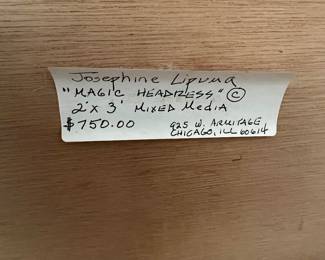 Josephine Lipuma
"MAGIC HEADDRESS" ©
2' X 3' MIXED MEDIA
$750.00 925 W. ARMITAGE
CHICAGO, ILL 60614